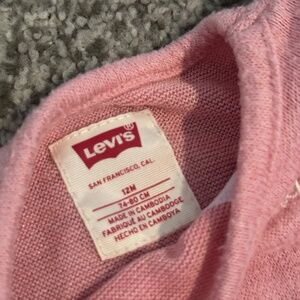 Levi's®
SAN FRANCISCO, CAL.
12M
74-80 CM
MADE IN CAMBODIA
FABRIQUÉ AU CAMBODGE
HECHO EN CAMBOYA